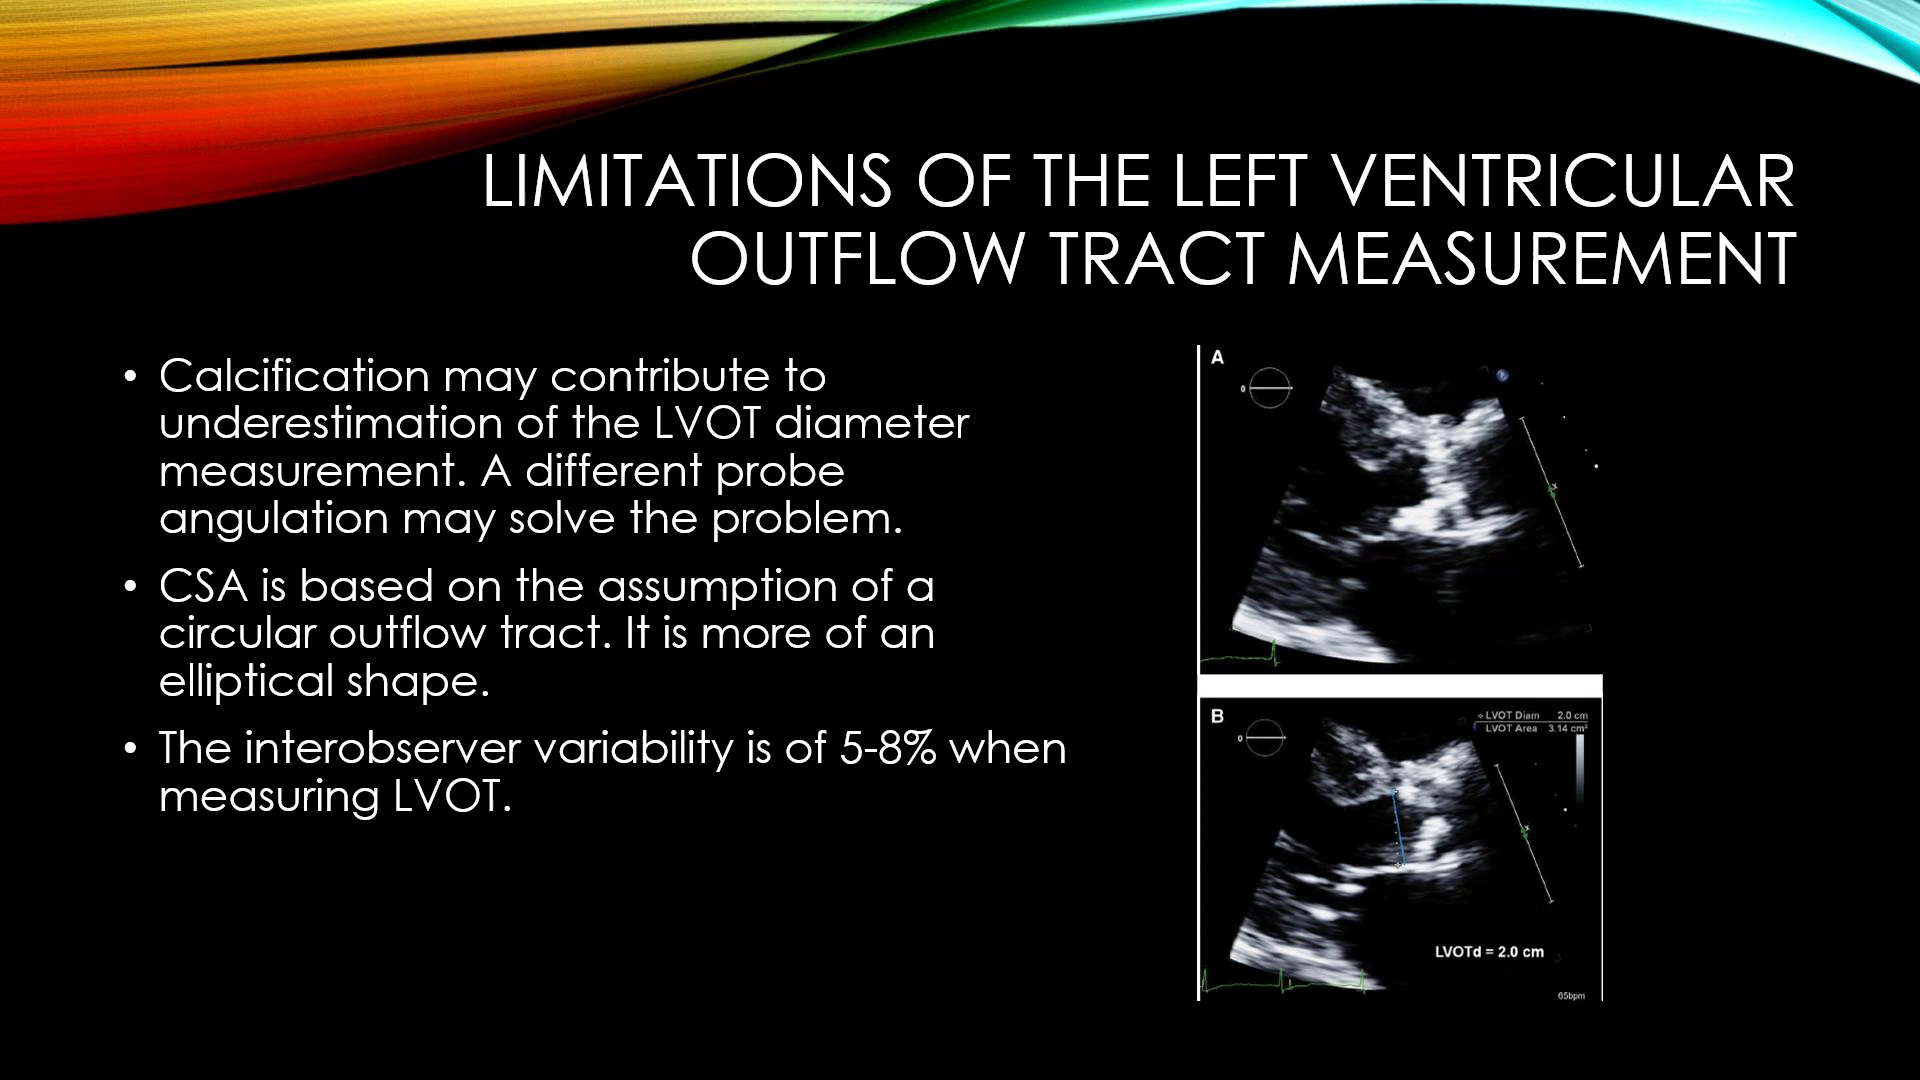 LIMITATIONS OF THE LEFT VENTRICULAR
OUTFLOW TRACT MEASUREMENT
• Calcification may contribute to
underestimation of the LVOT diameter
measurement. A different probe
angulation may solve the problem.
• CSA is based on the assumption of a
circular outflow tract. It is more of an
elliptical shape.
• The interobserver variability is of 5-8% when
measuring LVOT.
A
0
B
0
LVOT Diam 2.0 cm
LVOT Area 3.14 cm²
LVOTd = 2.0 cm
65bpm